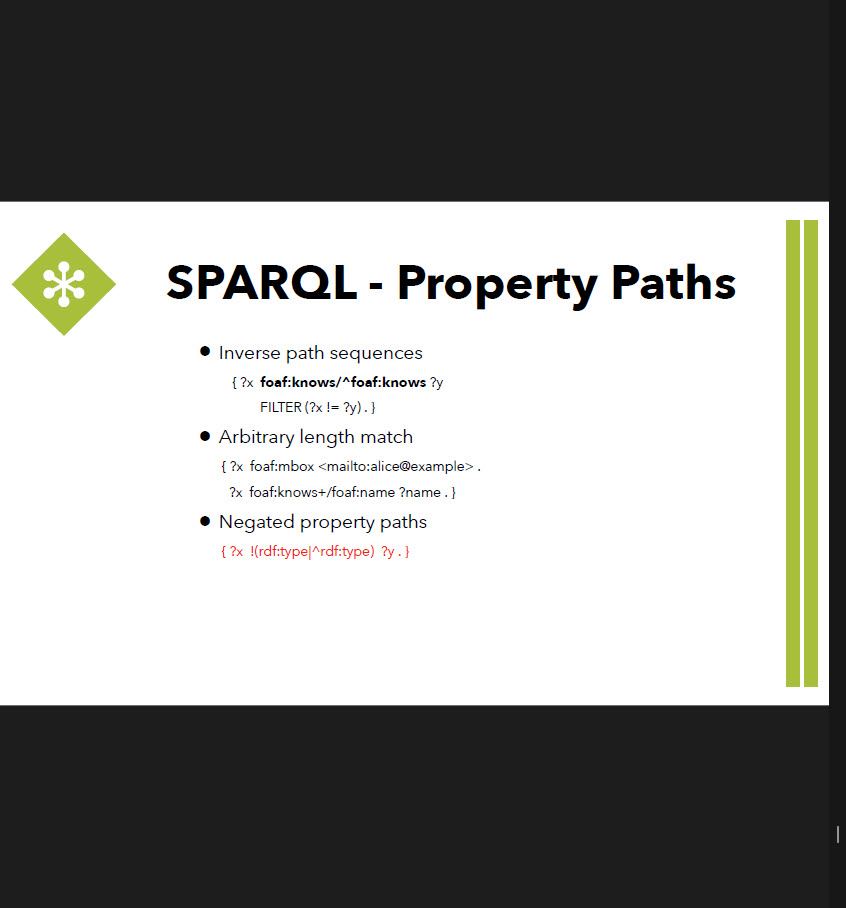 SPARQL - Property Paths
● Inverse path sequences
{ ?x foaf:knows/^foaf:knows ?y
FILTER (?x != ?y) . }
● Arbitrary length match
{ ?x foaf:mbox <mailto:alice@example> .
?x foaf:knows+/foaf:name ?name . }
● Negated property paths
{ ?x !(rdf:type|^rdf:type) ?y . }